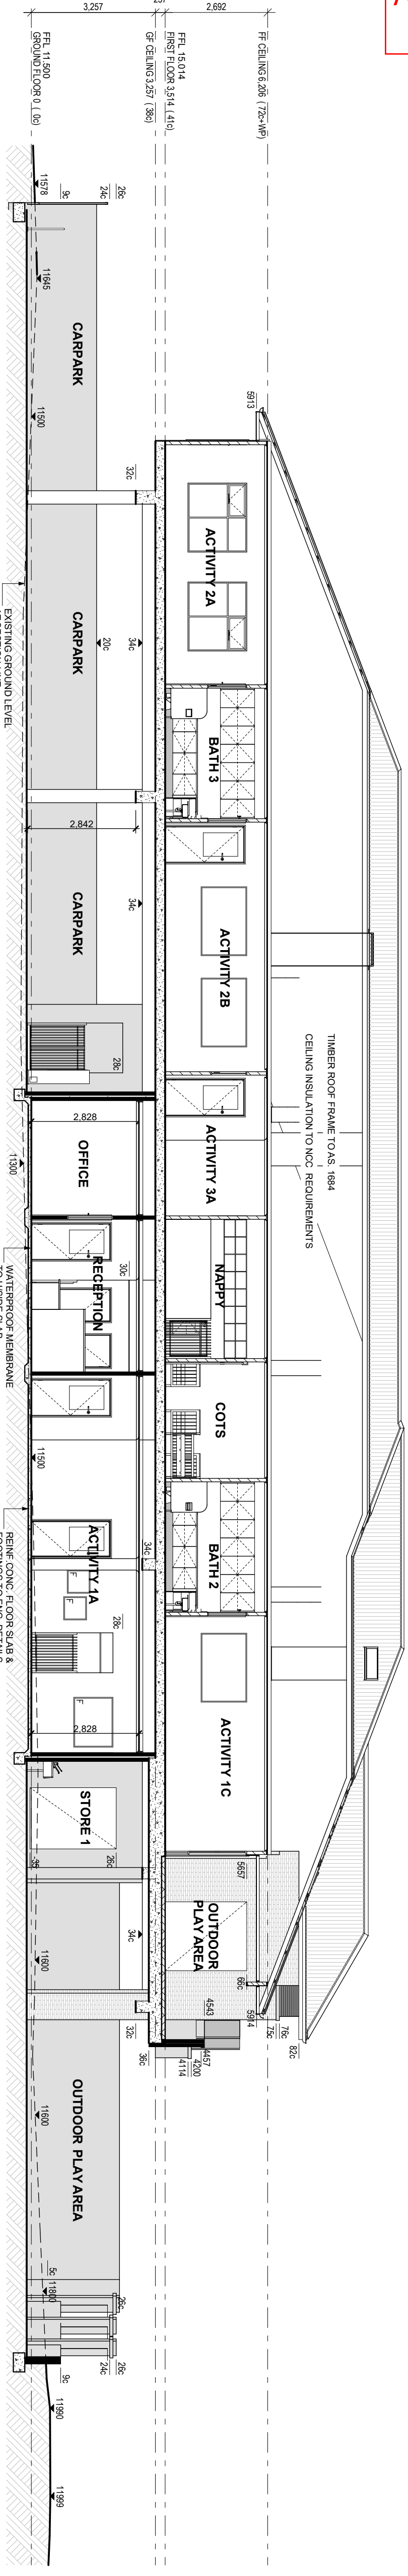 FF CEILING 6,206 ( 72c+WP)
FFL 15.014
FIRST FLOOR 3,514 ( 41c)
GF CEILING 3,257 ( 38c)
FFL 11.500
GROUND FLOOR 0 ( 0c)
2,692
3,257
5913
TIMBER ROOF FRAME TO AS. 1684
CEILING INSULATION TO NCC REQUIREMENTS
ACTIVITY 2A
BATH 3
ACTIVITY 2B
ACTIVITY 3A
NAPPY
COTS
BATH 2
ACTIVITY 1C
OUTDOOR
PLAY AREA
5657
66c
5914
75c
76c
82c
4543
4457
4200
4114
36c
32c
11578
9c
24c
26c
11645
CARPARK
11500
32c
CARPARK
20c
34c
2,842
CARPARK
34c
28c
2,828
OFFICE
11300
RECEPTION
30c
11500
ACTIVITY 1A
34c
28c
F
F
F
2,828
STORE 1
26c
-35
34c
11600
OUTDOOR PLAY AREA
11600
5c
11800
26c
24c
26c
9c
11990
11999
EXISTING GROUND LEVEL
WATERPROOF MEMBRANE
REINF. CONC. FLOOR SLAB &